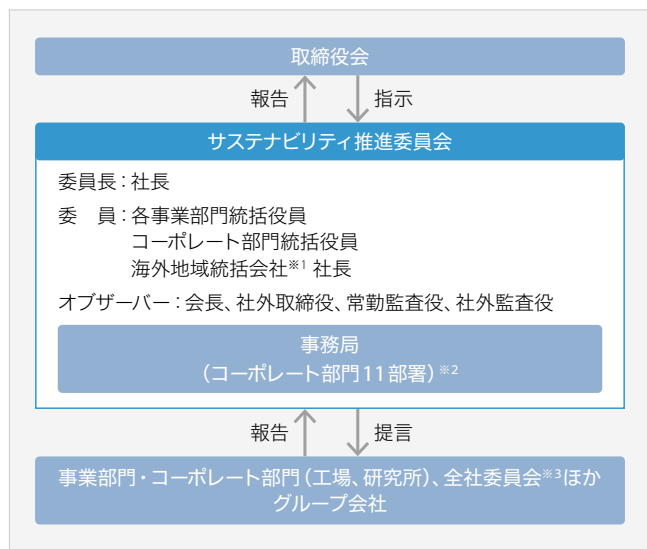 取締役会
報告 指示
サステナビリティ推進委員会
委員長：社長
委　員：各事業部門統括役員
コーポレート部門統括役員
海外地域統括会社※1 社長
オブザーバー：会長、社外取締役、常勤監査役、社外監査役
事務局
（コーポレート部門11部署）※2
報告 提言
事業部門・コーポレート部門（工場、研究所）、全社委員会※3ほか
グループ会社